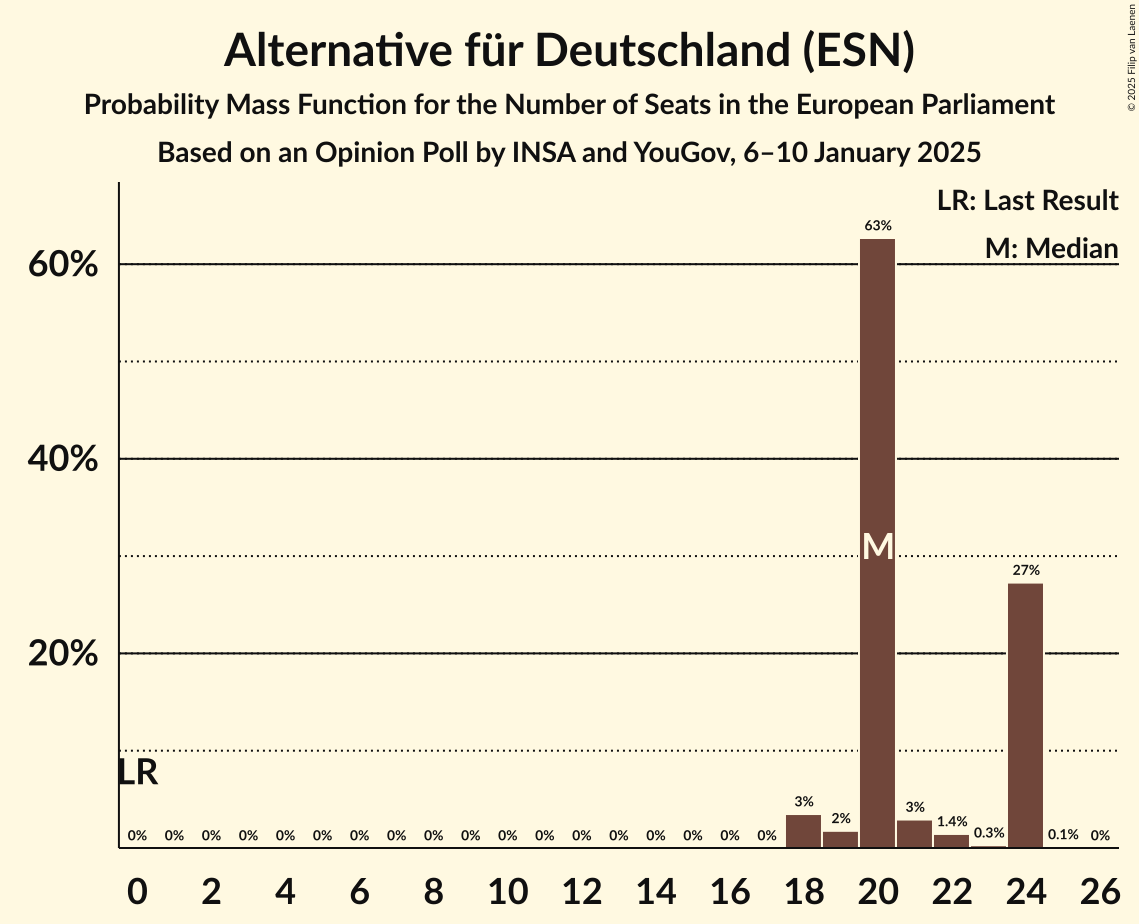 Alternative für Deutschland (ESN)
Probability Mass Function for the Number of Seats in the European Parliament
Based on an Opinion Poll by INSA and YouGov, 6–10 January 2025
© 2025 Filip van Laenen
LR: Last Result
M: Median
60%
40%
20%
63%
M
27%
LR
0% 0% 0% 0% 0% 0% 0% 0% 0% 0% 0% 0% 0% 0% 0% 0% 0% 0% 3% 2% 3% 1.4% 0.3% 0.1% 0%
0 2 4 6 8 10 12 14 16 18 20 22 24 26